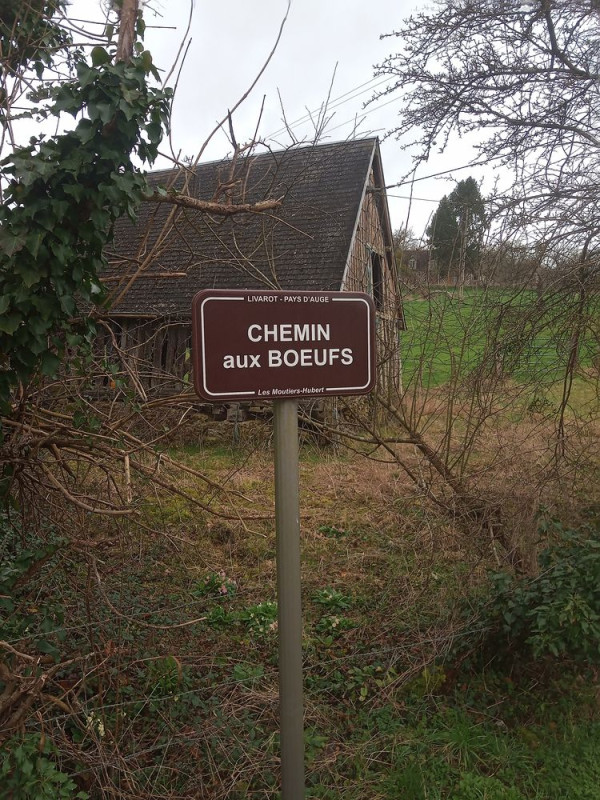 LIVAROT - PAYS D'AUGE
CHEMIN
aux BOEUFS
Les Moutiers-Hubert